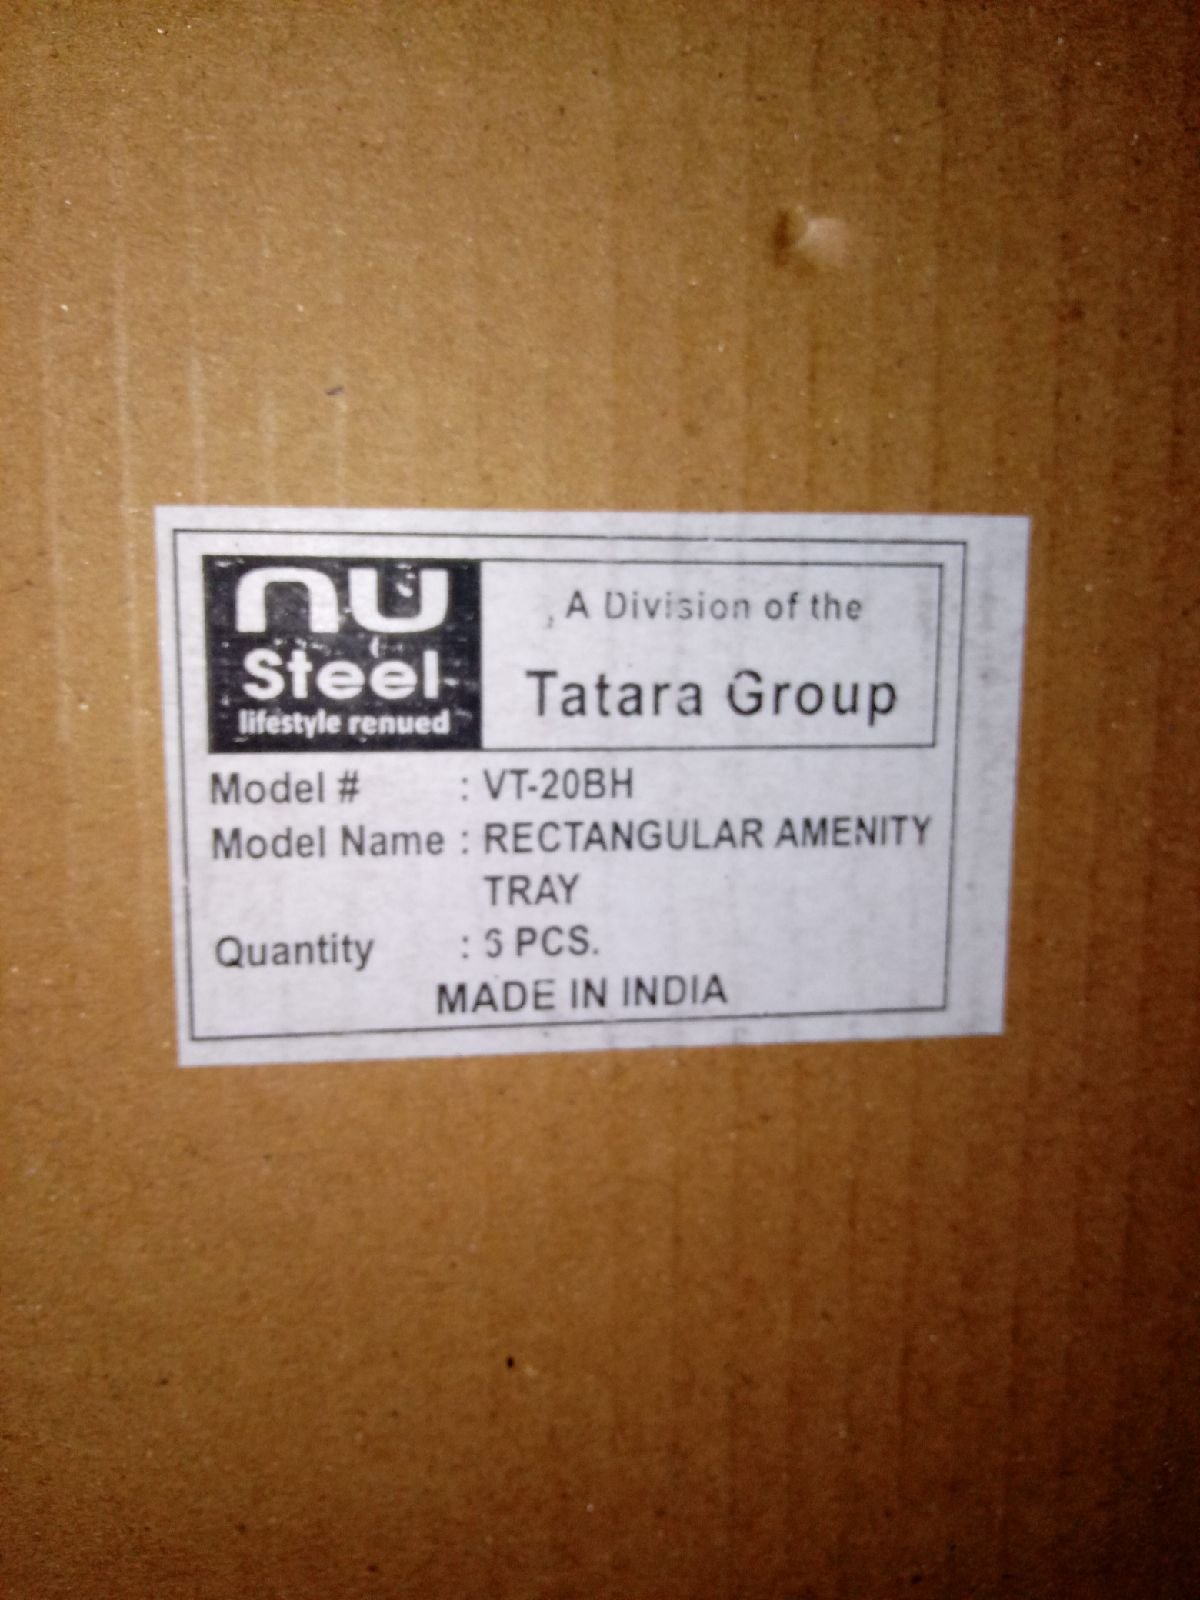 nu
Steel
lifestyle renued
, A Division of the
Tatara Group
Model # : VT-20BH
Model Name : RECTANGULAR AMENITY
TRAY
Quantity : 6 PCS.
MADE IN INDIA